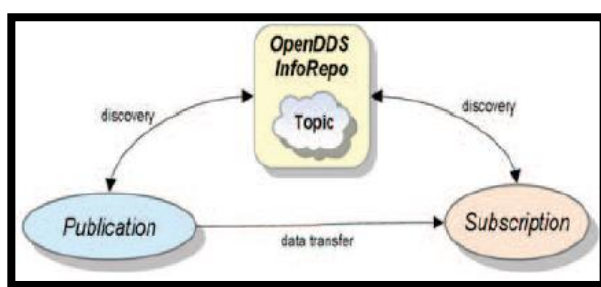 OpenDDS
InfoRepo
Topic
discovery
discovery
Publication
Subscription
data transfer